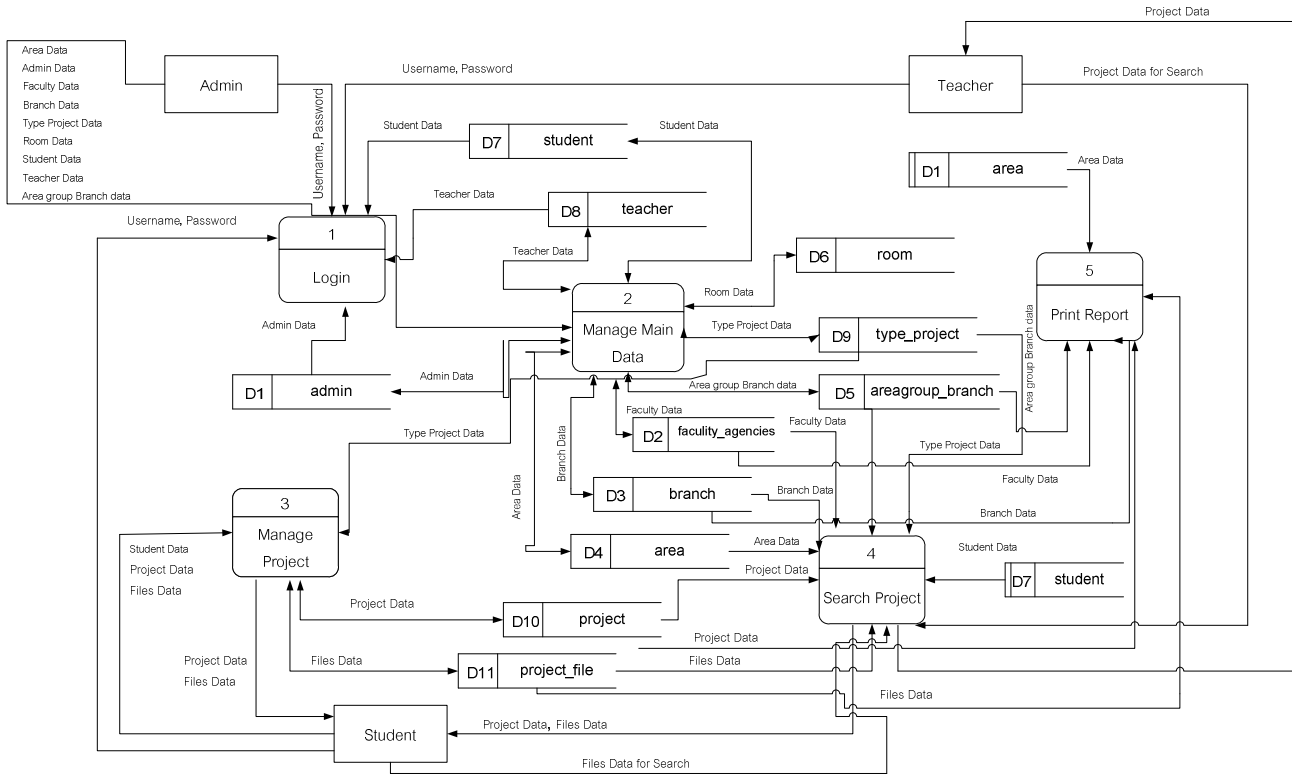 Project Data
Area Data
Admin Data
Faculty Data
Branch Data
Type Project Data
Room Data
Student Data
Teacher Data
Area group Branch data
Admin
Username, Password
Username, Password
Teacher
Project Data for Search
Student Data
D7 student
Student Data
D1 area
Area Data
Teacher Data
D8 teacher
Username, Password
1
Login
Teacher Data
D6 room
5
Print Report
2
Manage Main
Data
Room Data
Admin Data
Type Project Data
D9 type_project
Area group Branch data
D1 admin
Admin Data
Area group Branch data
D5 areagroup_branch
Faculty Data
D2 faculity_agencies
Faculty Data
Type Project Data
Branch Data
Type Project Data
Faculty Data
Area Data
D3 branch
Branch Data
Branch Data
3
Manage
Project
D4 area
Area Data
4
Search Project
Student Data
D7 student
Student Data
Project Data
Files Data
Project Data
Project Data
D10 project
Project Data
Project Data
Files Data
Files Data
D11 project_file
Files Data
Files Data
Student
Project Data, Files Data
Files Data for Search